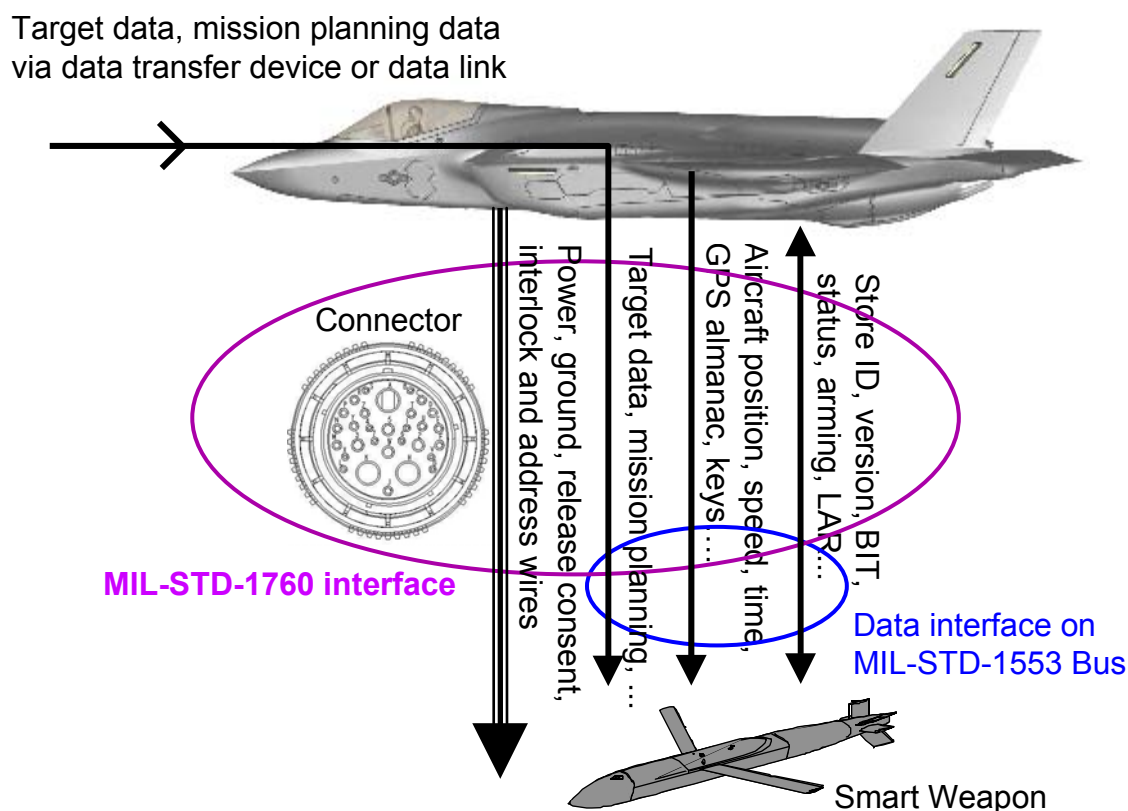 Target data, mission planning data
via data transfer device or data link
Connector
Power, ground, release consent,
interlock and address wires
Target data, mission planning, ...
Aircraft position, speed, time,
GPS almanac, keys.....
Store ID, version, BIT,
status, arming, LAR....
MIL-STD-1760 interface
Data interface on
MIL-STD-1553 Bus
Smart Weapon